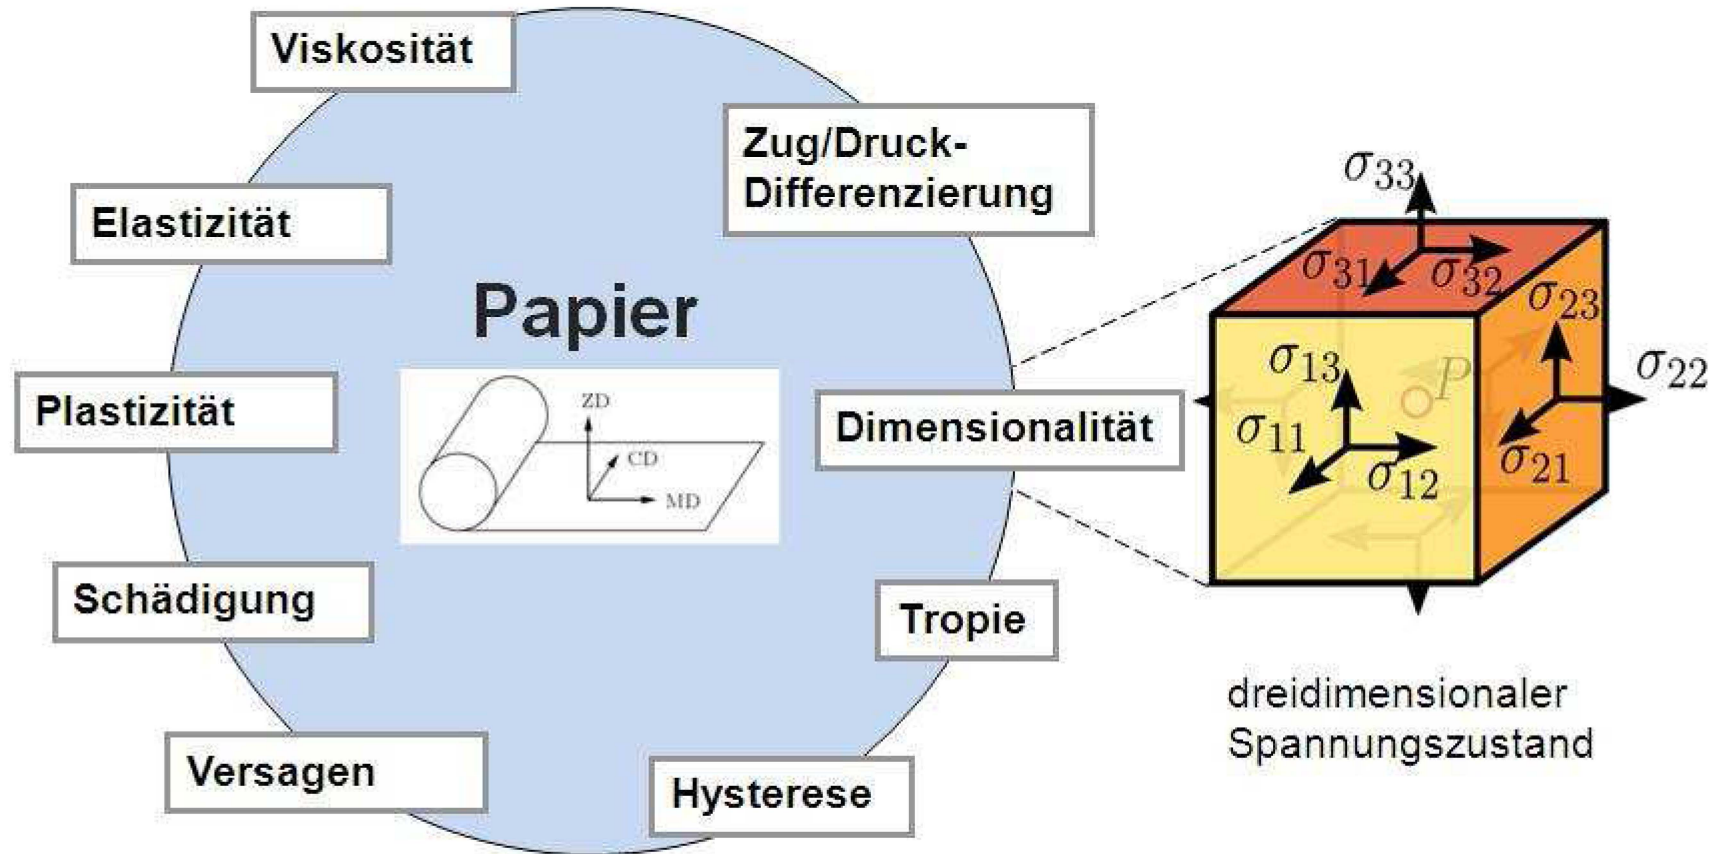 Viskosität
Zug/Druck-
Differenzierung
Elastizität
Papier
Plastizität
ZD
CD
MD
Dimensionalität
Schädigung
Tropie
Versagen
Hysterese
σ33
σ31
σ32
σ23
σ13
P
σ22
σ11
σ12
σ21
dreidimensionaler
Spannungszustand